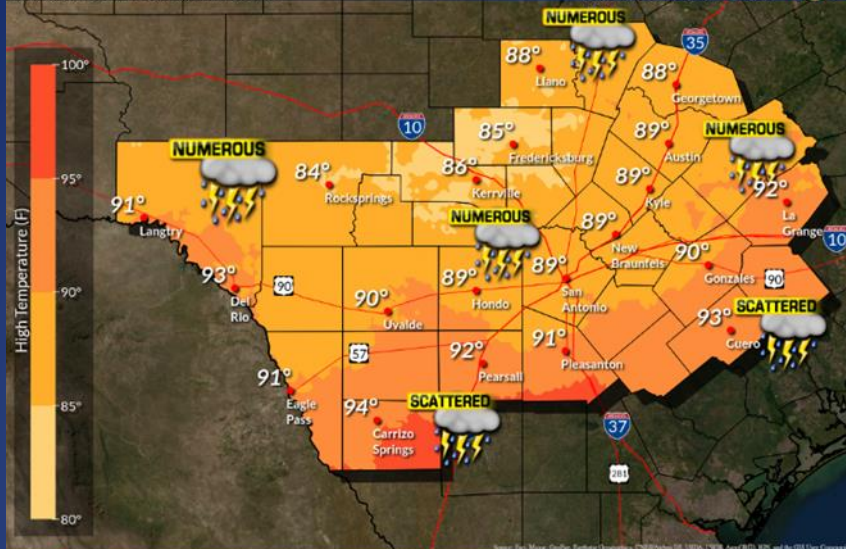 NUMEROUS
35
88°
Llano
88°
Georgetown
100°
10
85°
Fredericksburg
89°
Austin
NUMEROUS
NUMEROUS
84°
Rocksprings
86°
Kerrville
89°
Kyle
92°
La
Grange
95°
91°
Langtry
NUMEROUS
89°
New
Braunfels
10
High Temperature (F)
93°
Del
Rio
90
89°
Hondo
89°
San
Antonio
90°
Gonzales
90
90°
90°
Uvalde
SCATTERED
93°
Cuero
57
92°
Pearsall
91°
Pleasanton
91°
Eagle
Pass
85°
94°
Carrizo
Springs
SCATTERED
37
281
80°